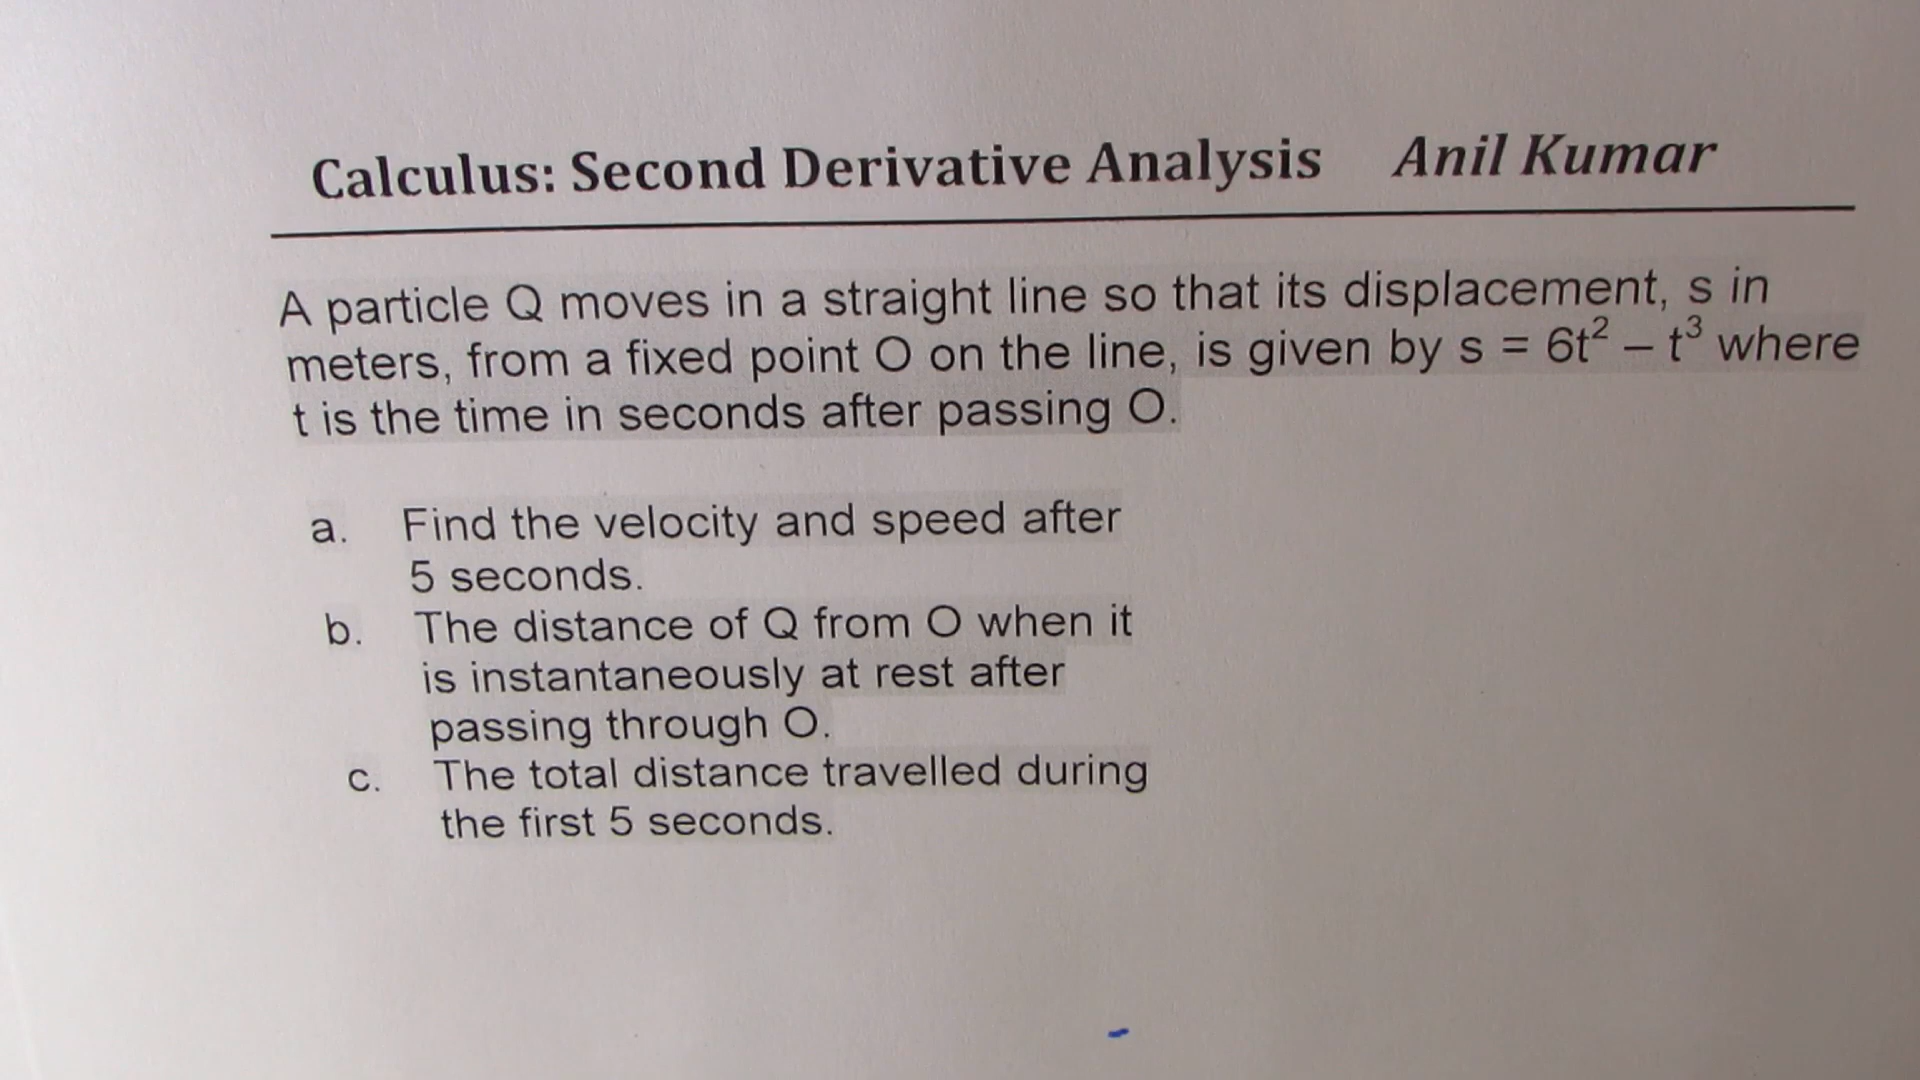 Calculus: Second Derivative Analysis Anil Kumar
A particle Q moves in a straight line so that its displacement, s in
meters, from a fixed point O on the line, is given by s = 6t² – t³ where
t is the time in seconds after passing O.
a. Find the velocity and speed after
5 seconds.
b. The distance of Q from O when it
is instantaneously at rest after
passing through O.
c. The total distance travelled during
the first 5 seconds.